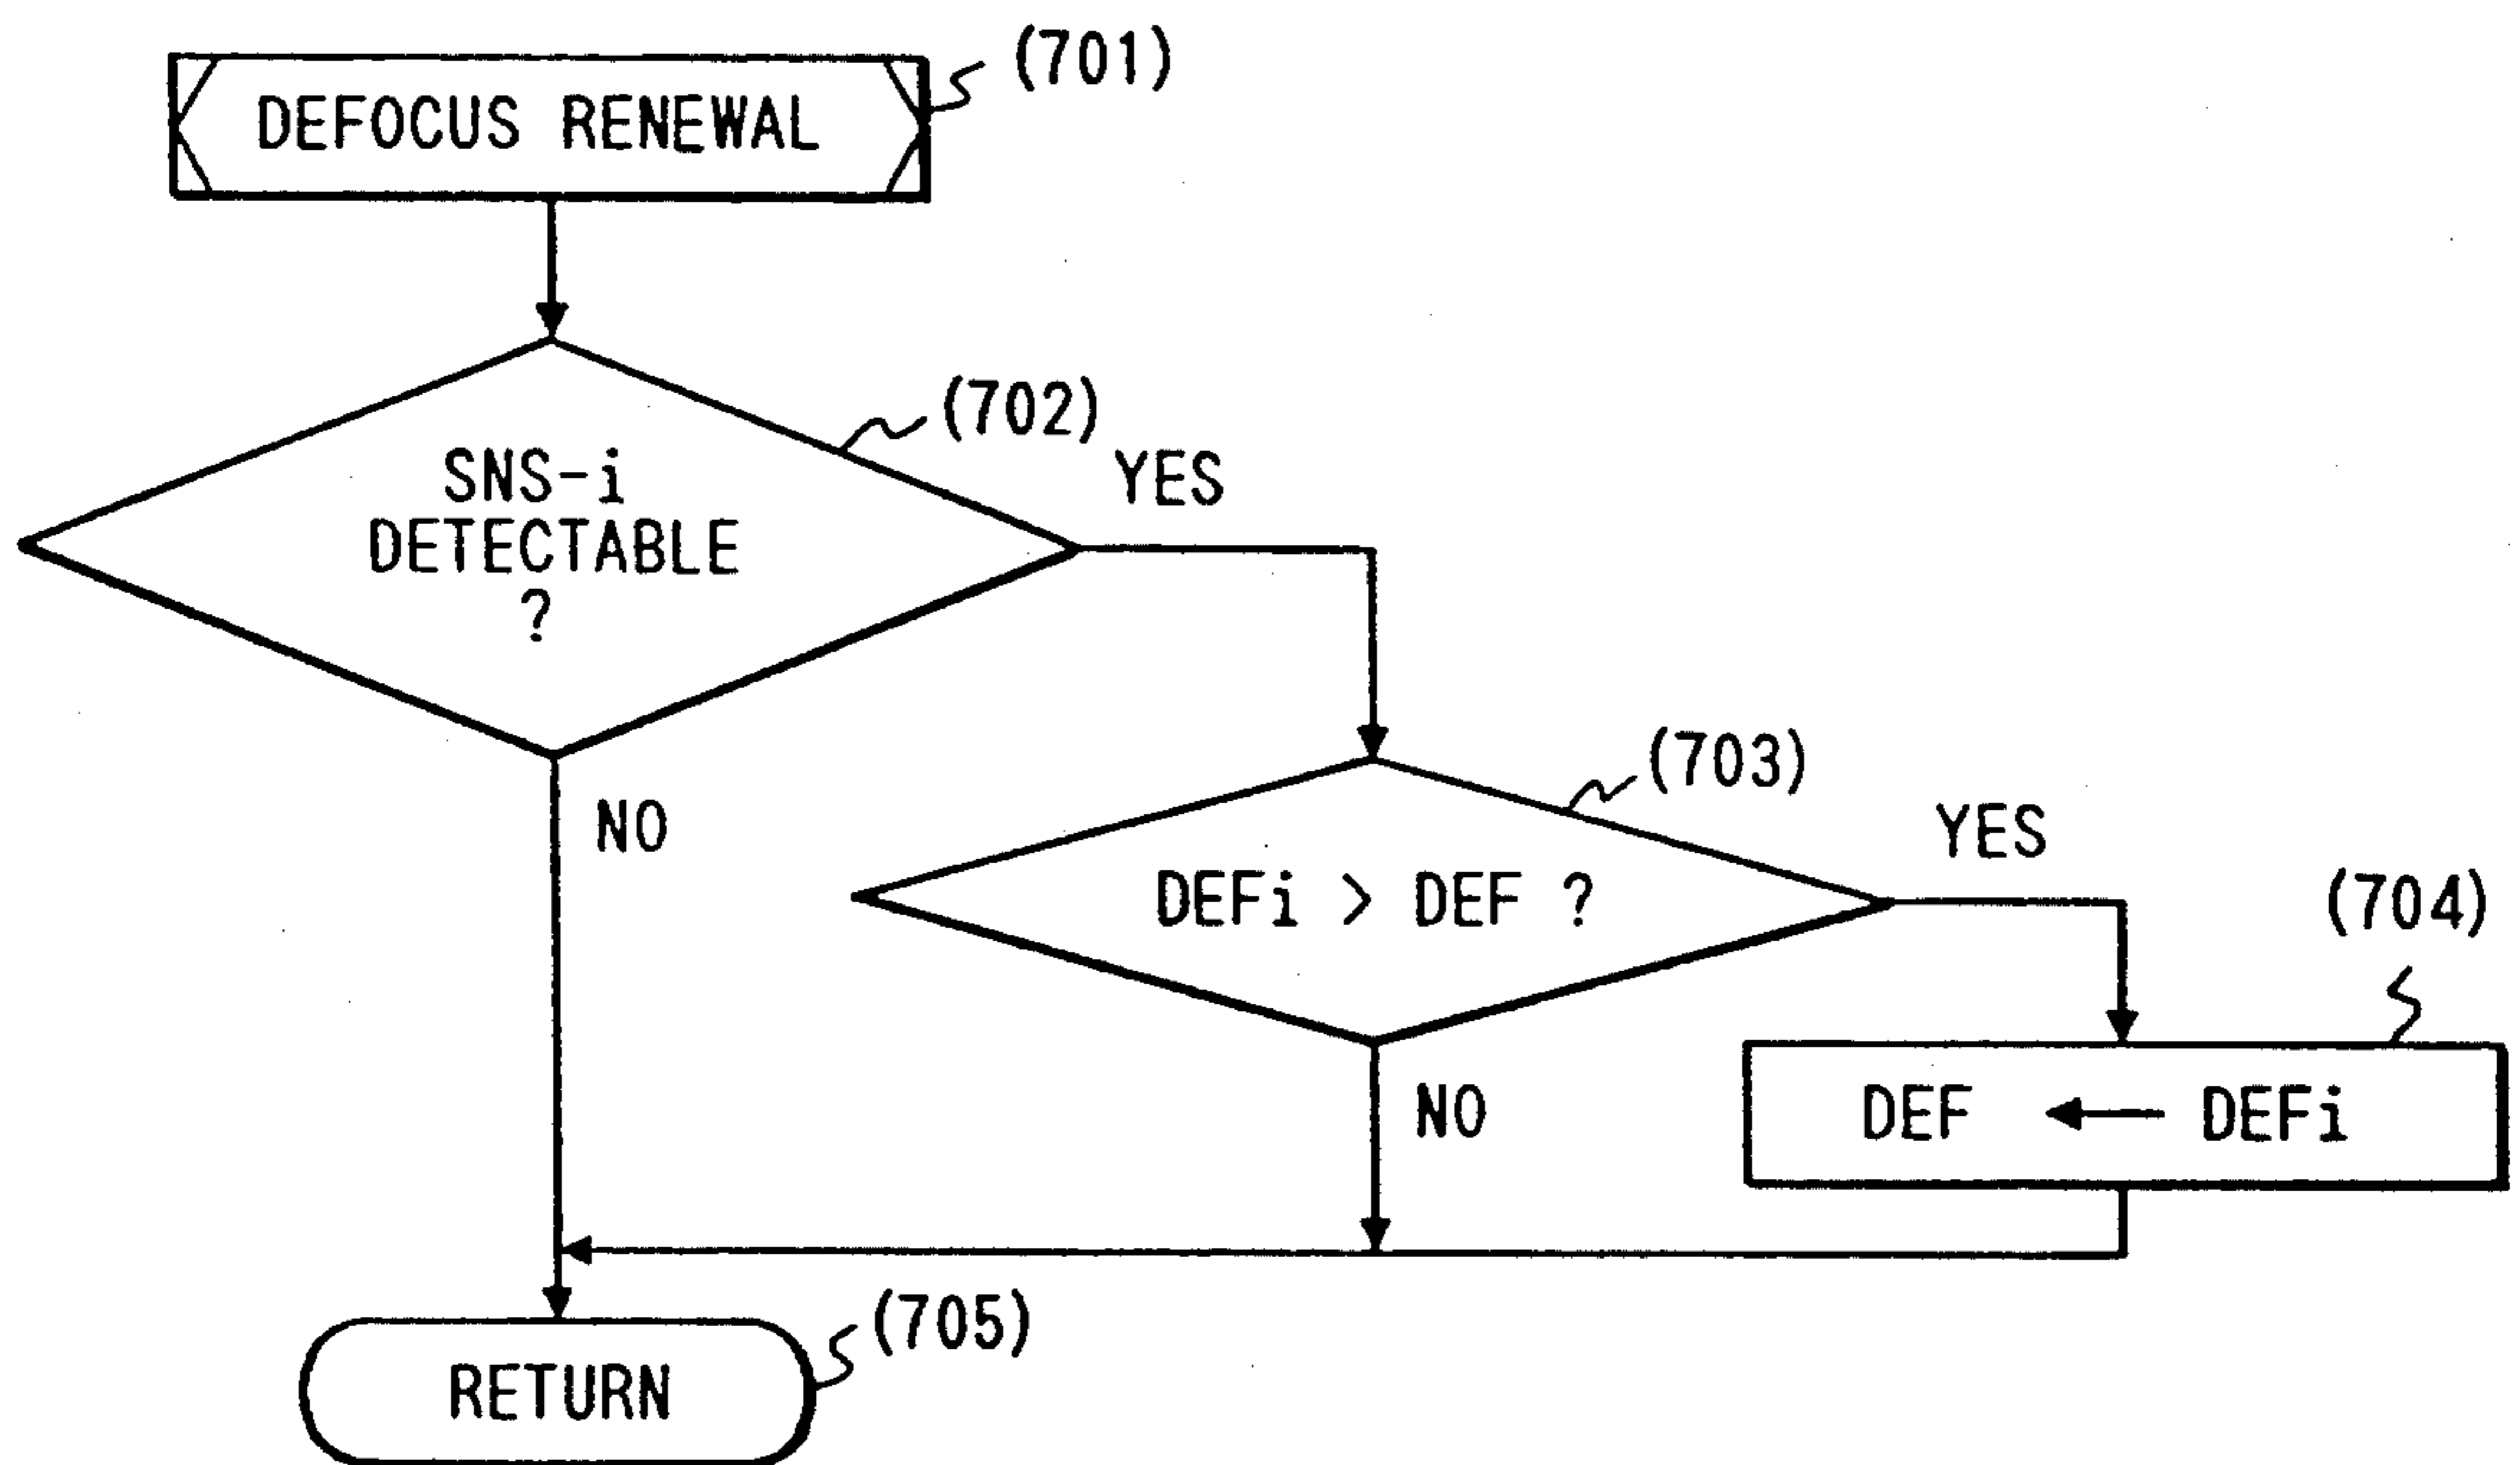 (701)
DEFOCUS RENEWAL
(702)
YES
SNS-i
DETECTABLE
?
NO
(703)
YES
DEFi > DEF ?
(704)
NO
DEF ← DEFi
(705)
RETURN